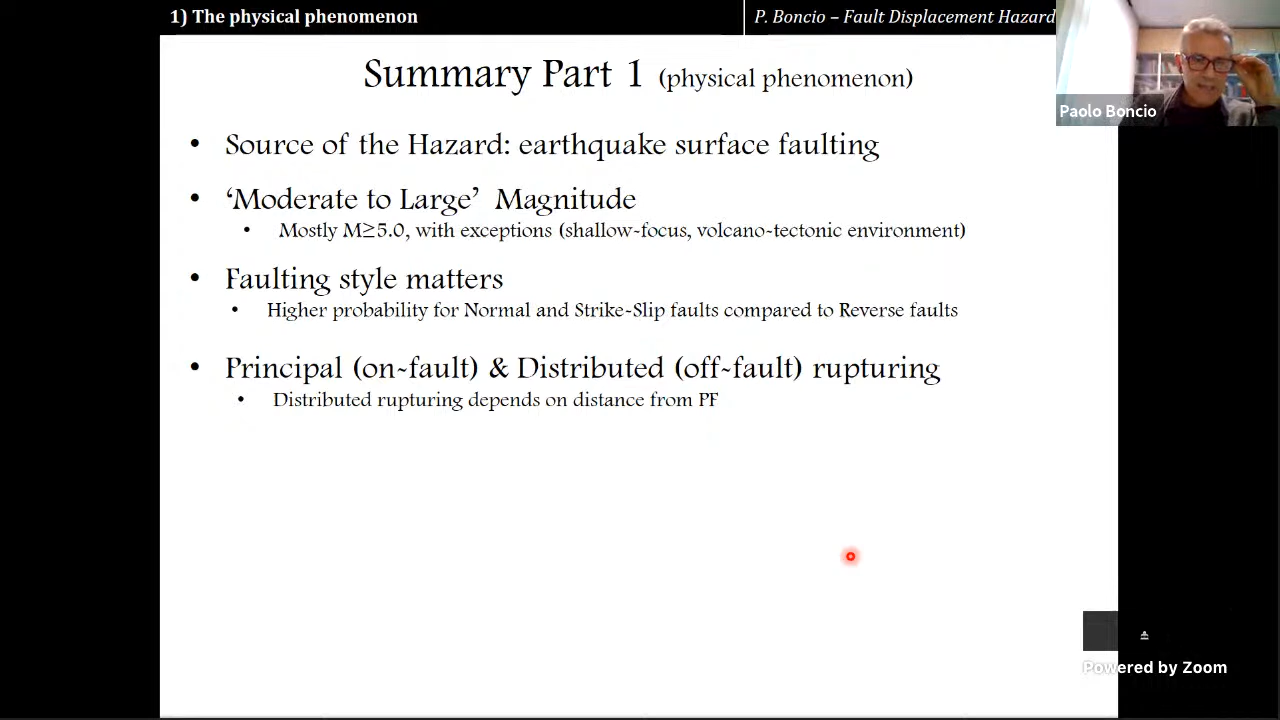 1) The physical phenomenon
P. Boncio – Fault Displacement Hazard
Paolo Boncio
Summary Part 1 (physical phenomenon)
• Source of the Hazard: earthquake surface faulting
• ‘Moderate to Large’ Magnitude
• Mostly M≥5.0, with exceptions (shallow-focus, volcano-tectonic environment)
• Faulting style matters
• Higher probability for Normal and Strike-Slip faults compared to Reverse faults
• Principal (on-fault) & Distributed (off-fault) rupturing
• Distributed rupturing depends on distance from PF
Powered by Zoom